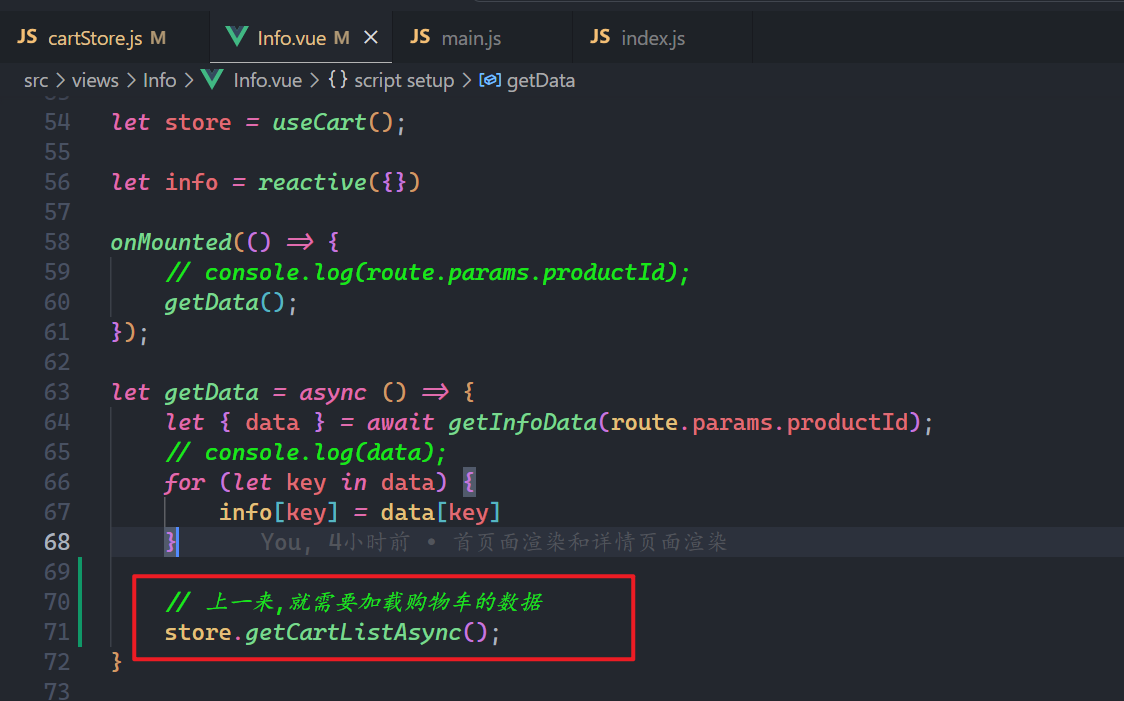 JS cartStore.js M Info.vue M × JS main.js JS index.js
src > views > Info > Info.vue > {} script setup > getData
54 let store = useCart();
55
56 let info = reactive({})
57
58 onMounted(() => {
59 // console.log(route.params.productId);
60 getData();
61 });
62
63 let getData = async () => {
64 let { data } = await getInfoData(route.params.productId);
65 // console.log(data);
66 for (let key in data) {
67 info[key] = data[key]
68 } You, 4小时前 • 首页面渲染和详情页面渲染
69
70 // 上一来,就需要加载购物车的数据
71 store.getCartListAsync();
72 }
73